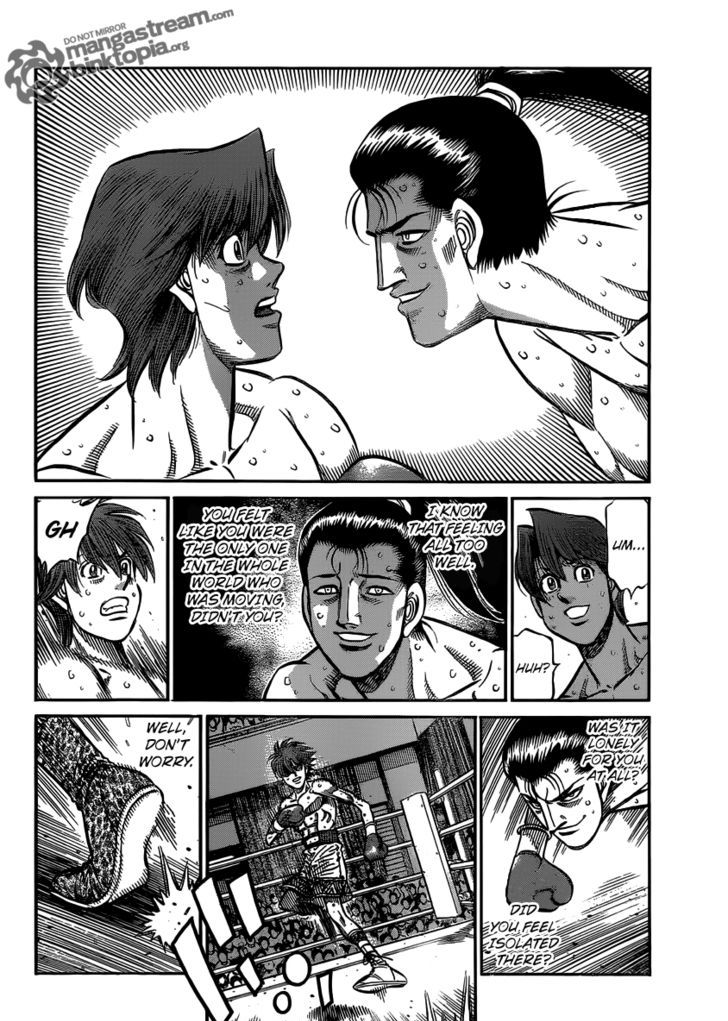 DO NOT MIRROR
mangastream.com
binktopia.org
UM...
HUH?
I KNOW
THAT FEELING
ALL TOO
WELL.
YOU FELT
LIKE YOU WERE
THE ONLY ONE
IN THE WHOLE
WORLD WHO
WAS MOVING,
DIDN'T YOU?
GH
WAS IT
LONELY
FOR YOU
AT ALL?
DID
YOU FEEL
ISOLATED
THERE?
WELL,
DON'T
WORRY.